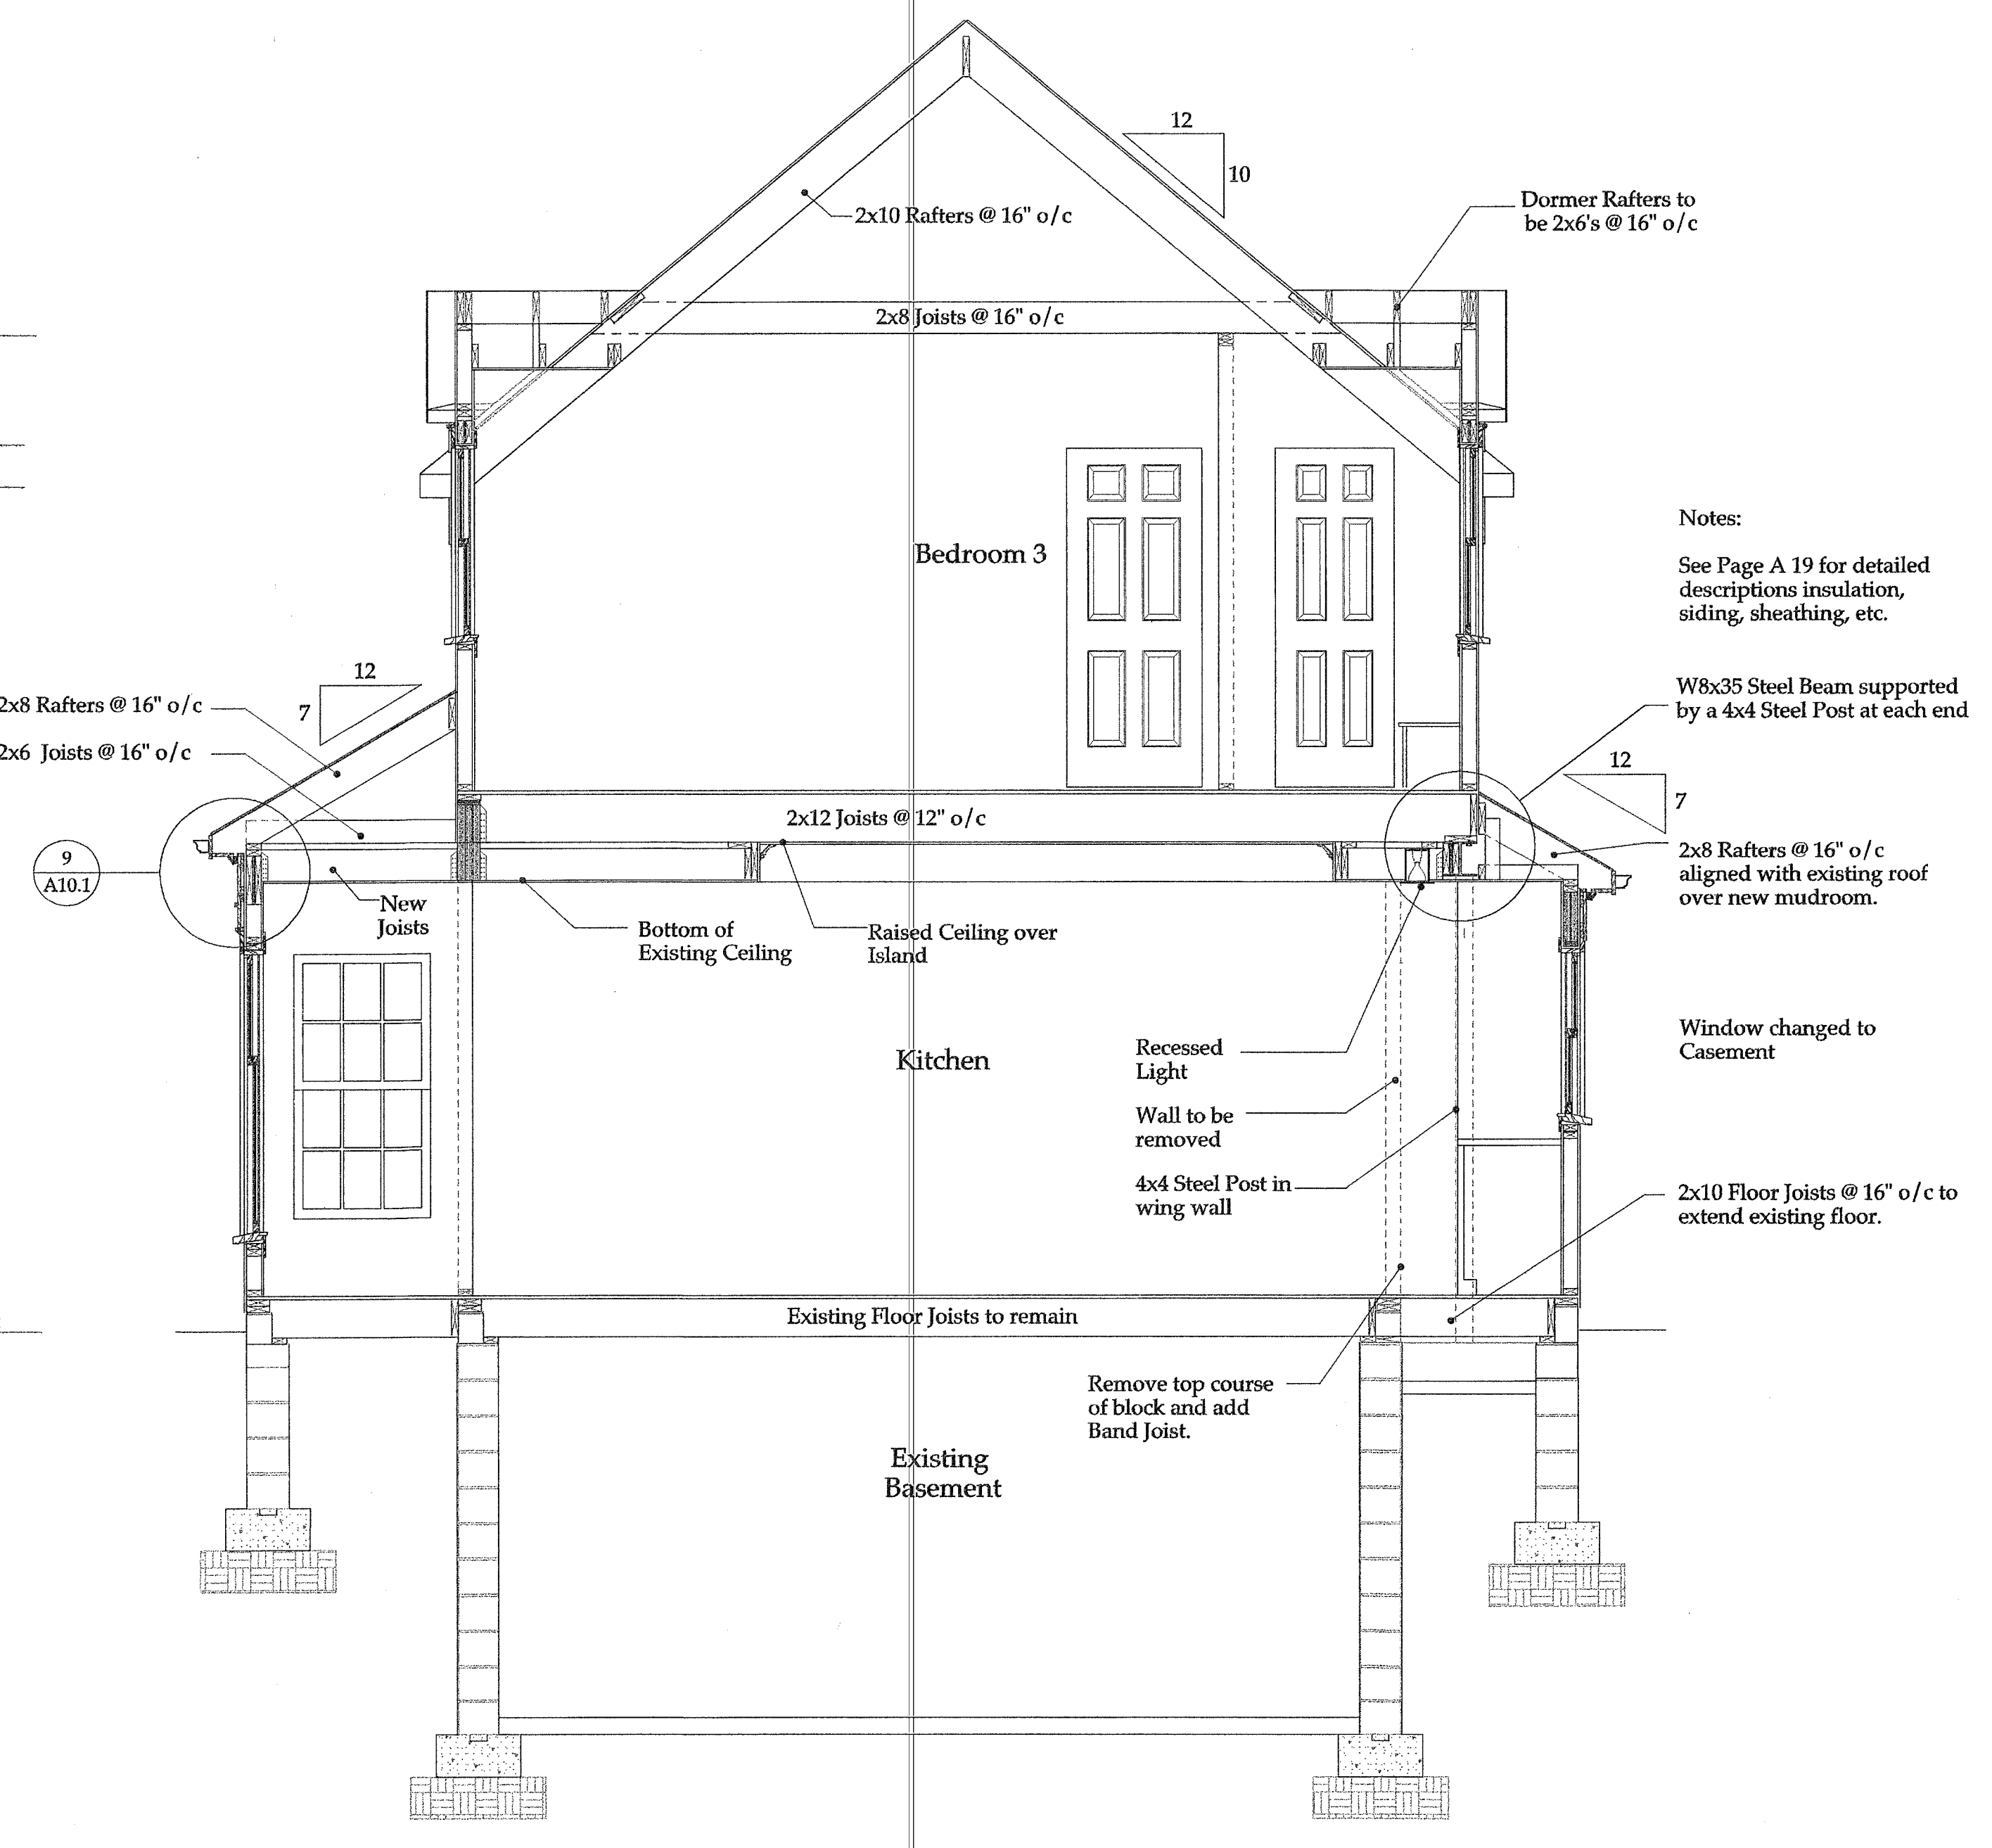 12
10
2x10 Rafters @ 16" o/c
Dormer Rafters to
be 2x6's @ 16" o/c
2x8 Joists @ 16" o/c
Bedroom 3
Notes:
See Page A 19 for detailed
descriptions insulation,
siding, sheathing, etc.
12
7
2x8 Rafters @ 16" o/c
2x6 Joists @ 16" o/c
W8x35 Steel Beam supported
by a 4x4 Steel Post at each end
12
7
2x12 Joists @ 12" o/c
9
A10.1
2x8 Rafters @ 16" o/c
aligned with existing roof
over new mudroom.
New
Joists
Bottom of
Existing Ceiling
Raised Ceiling over
Island
Kitchen
Recessed
Light
Window changed to
Casement
Wall to be
removed
4x4 Steel Post in
wing wall
2x10 Floor Joists @ 16" o/c to
extend existing floor.
Existing Floor Joists to remain
Remove top course
of block and add
Band Joist.
Existing
Basement